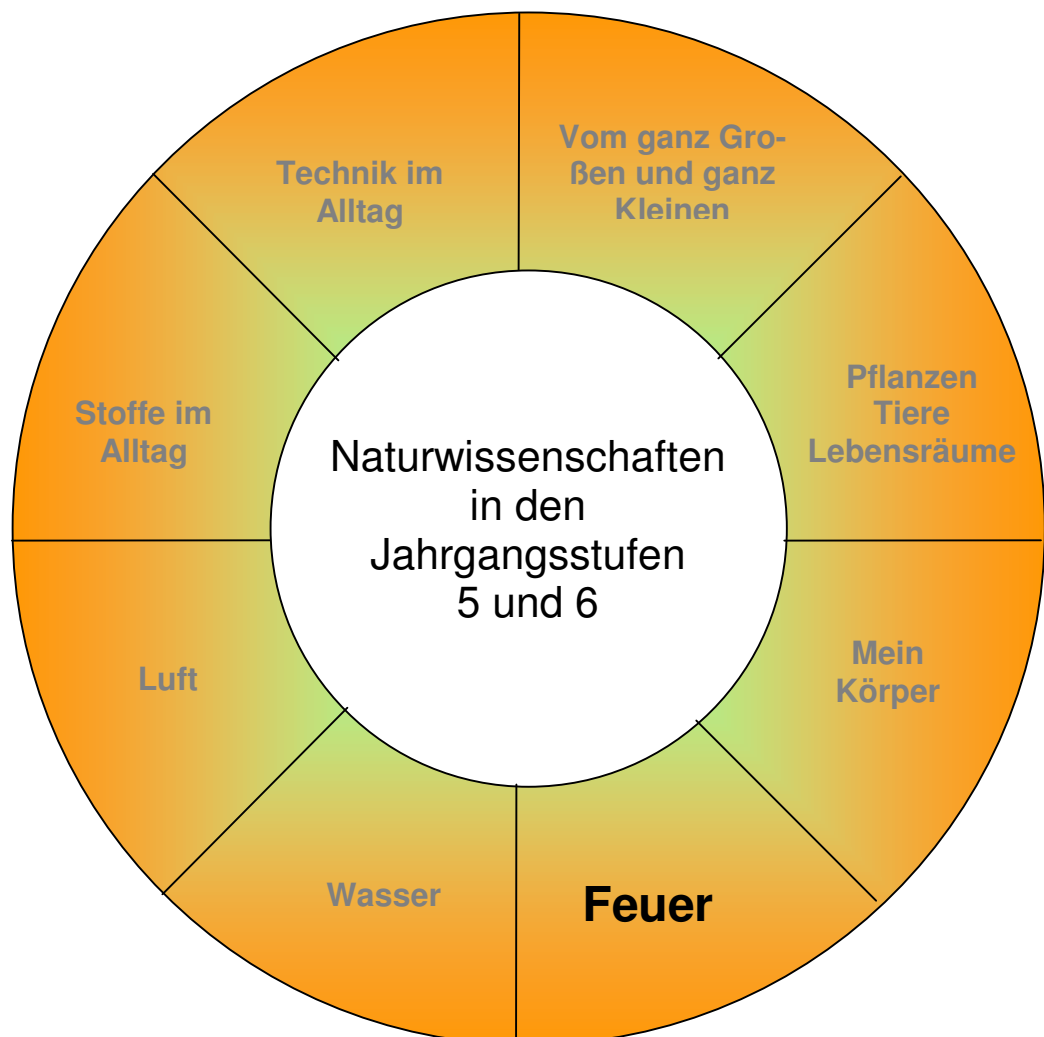 Technik im
Alltag
Vom ganz Gro-
ßen und ganz
Kleinen
Stoffe im
Alltag
Pflanzen
Tiere
Lebensräume
Naturwissenschaften
in den
Jahrgangsstufen
5 und 6
Luft
Mein
Körper
Wasser
Feuer